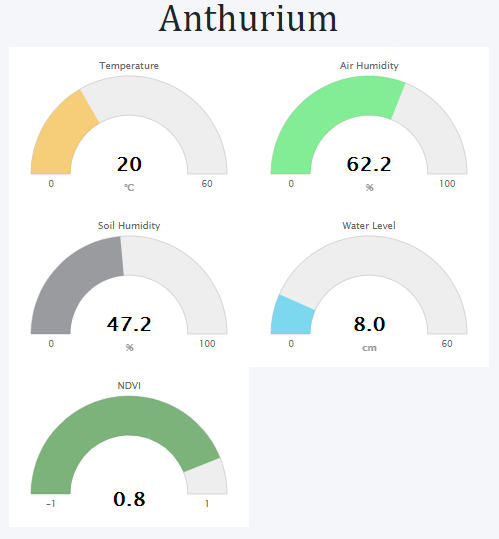 Anthurium
Temperature
20
°C
0
60
Air Humidity
62.2
%
0
100
Soil Humidity
47.2
%
0
100
Water Level
8.0
cm
0
60
NDVI
0.8
−1
1